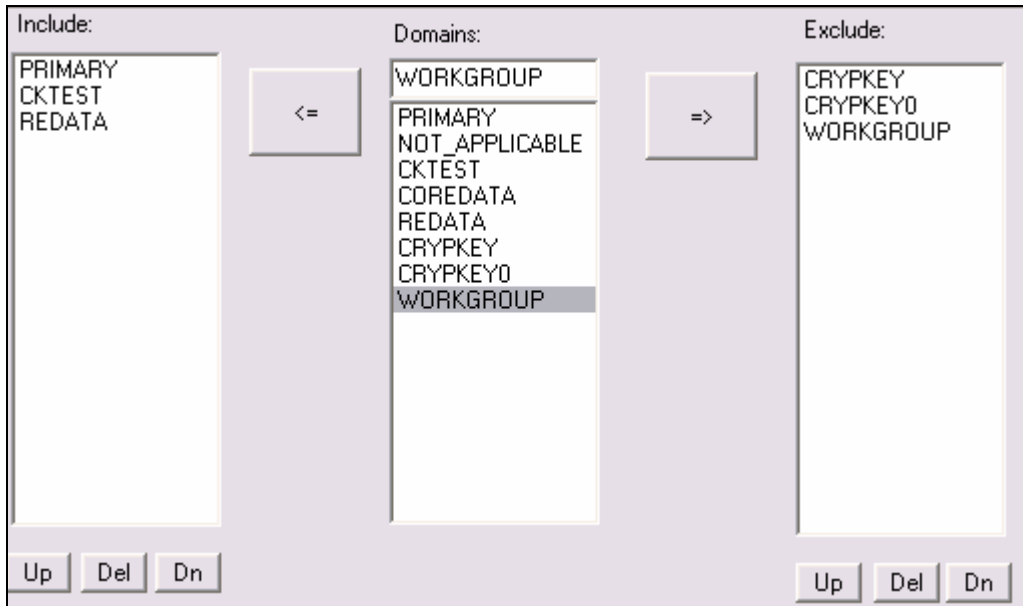 Include:
PRIMARY
CKTEST
REDATA
Up Del Dn
<=
Domains:
WORKGROUP
PRIMARY
NOT_APPLICABLE
CKTEST
COREDATA
REDATA
CRYPKEY
CRYPKEY0
WORKGROUP
=>
Exclude:
CRYPKEY
CRYPKEY0
WORKGROUP
Up Del Dn